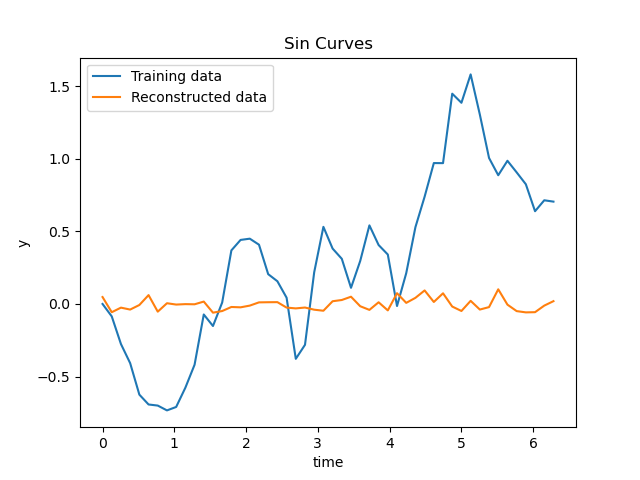 Sin Curves
Training data
Reconstructed data
1.5
1.0
0.5
0.0
−0.5
y
0 1 2 3 4 5 6
time